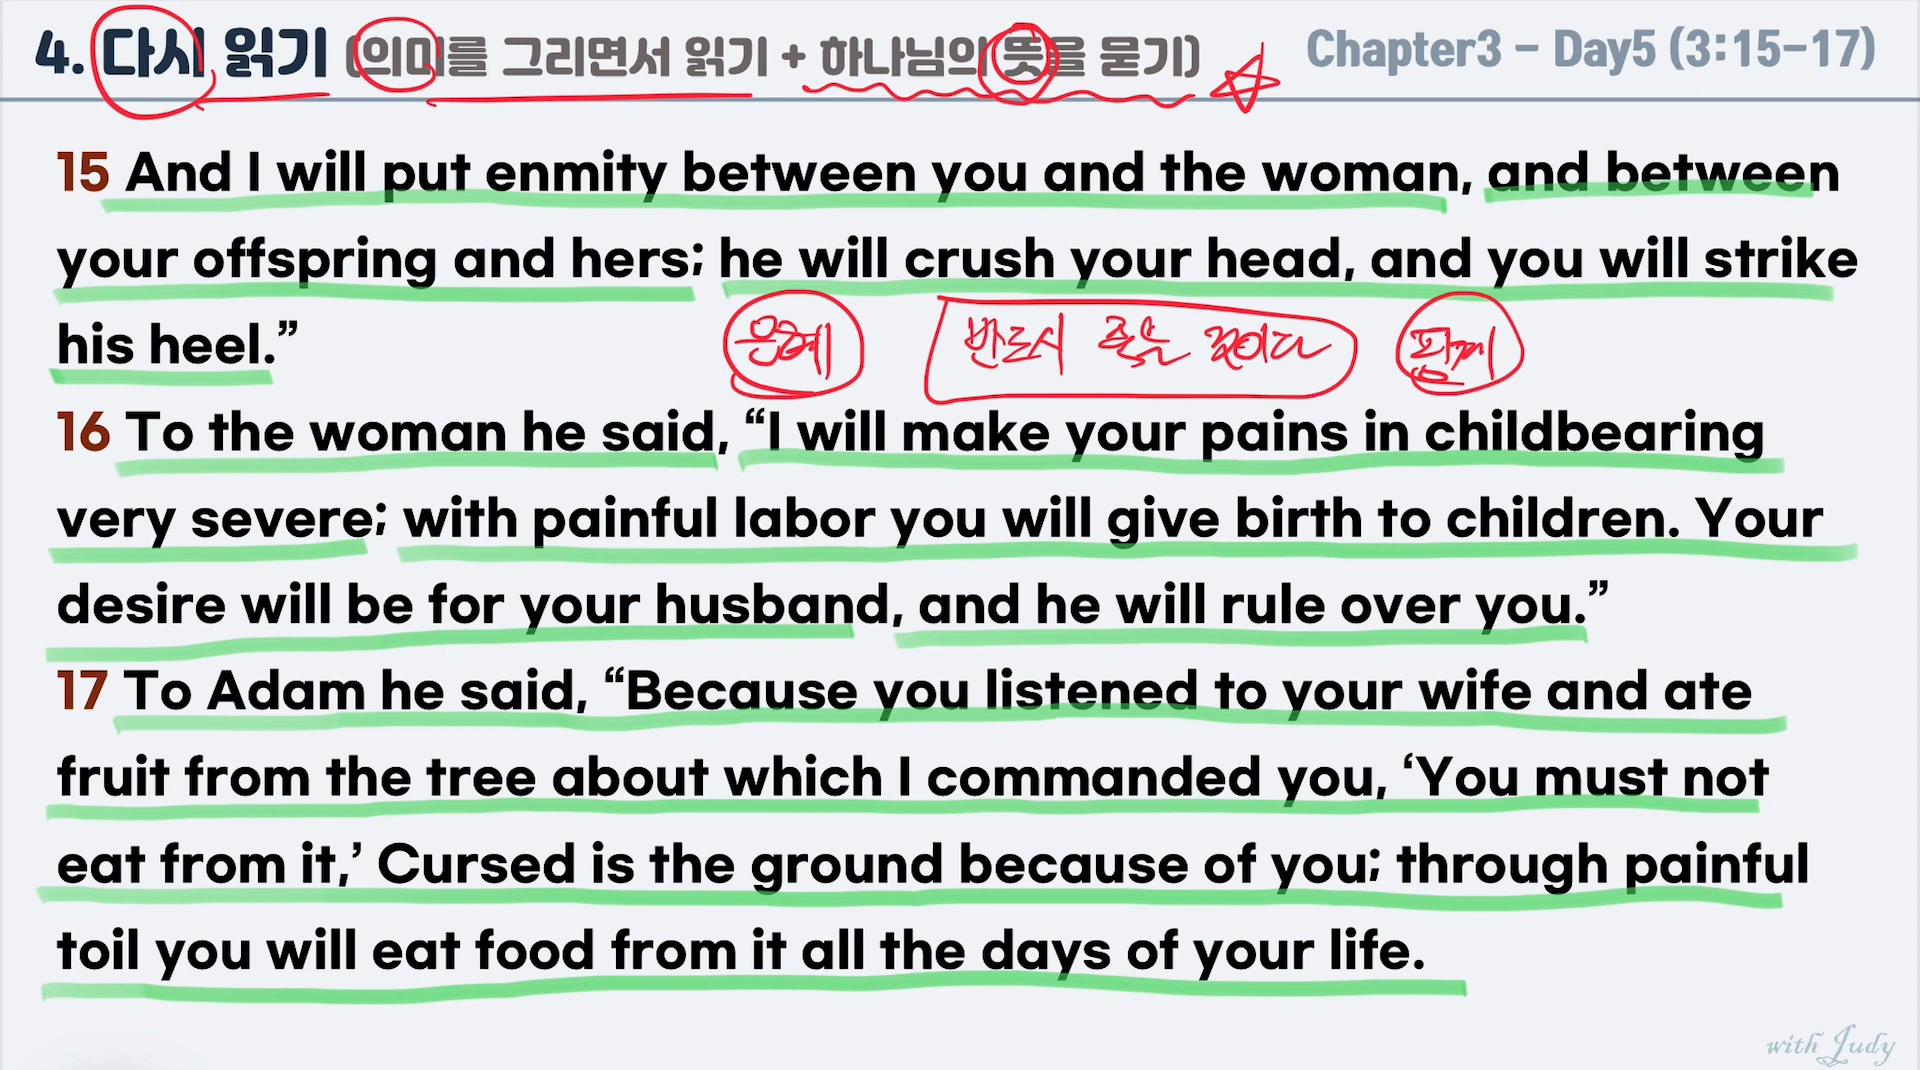 4. 다시 읽기 (의미를 그리면서 읽기 + 하나님의 뜻을 묻기)
Chapter3 - Day5 (3:15-17)
15 And I will put enmity between you and the woman, and between
your offspring and hers; he will crush your head, and you will strike
his heel.”
은혜 반드시 죽을 것이다 관계
16 To the woman he said, “I will make your pains in childbearing
very severe; with painful labor you will give birth to children. Your
desire will be for your husband, and he will rule over you.”
17 To Adam he said, “Because you listened to your wife and ate
fruit from the tree about which I commanded you, ‘You must not
eat from it,’ Cursed is the ground because of you; through painful
toil you will eat food from it all the days of your life.
with Judy